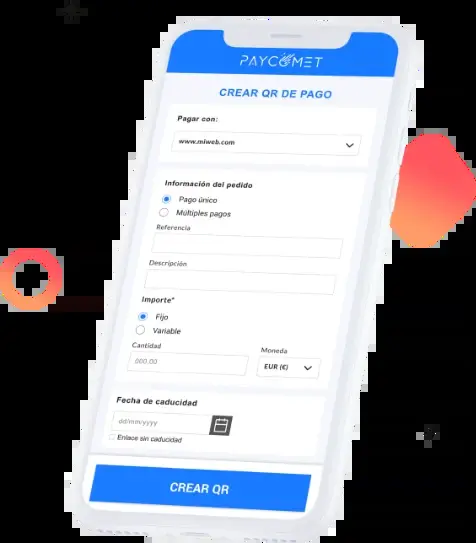 PAYCOMET
CREAR QR DE PAGO
Pagar con:
www.miweb.com
Información del pedido
Pago único
Múltiples pagos
Referencia
Descripción
Importe*
Fijo
Variable
Cantidad
Moneda
000.00
EUR (€)
Fecha de caducidad
dd/mm/yyyy
Enlace sin caducidad
CREAR QR